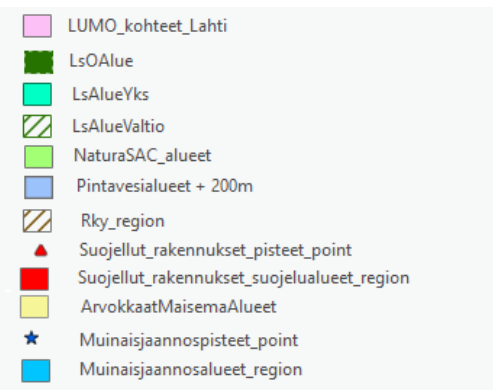 LUMO_kohteet_Lahti
LsOAlue
LsAlueYks
LsAlueValtio
NaturaSAC_alueet
Pintavesialueet + 200m
Rky_region
Suojellut_rakennukset_pisteet_point
Suojellut_rakennukset_suojelualueet_region
ArvokkaatMaisemaAlueet
Muinaisjaannospisteet_point
Muinaisjaannosalueet_region